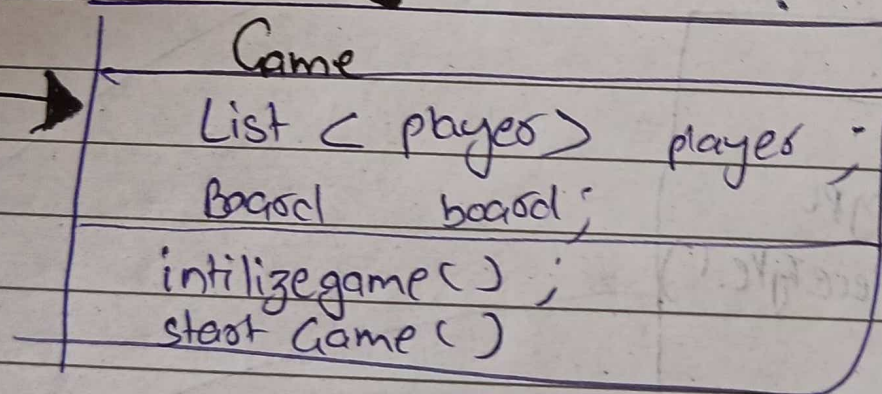 Game
List < player > player ;
Board board ;
intilizegame ( ) ;
start Game ( )